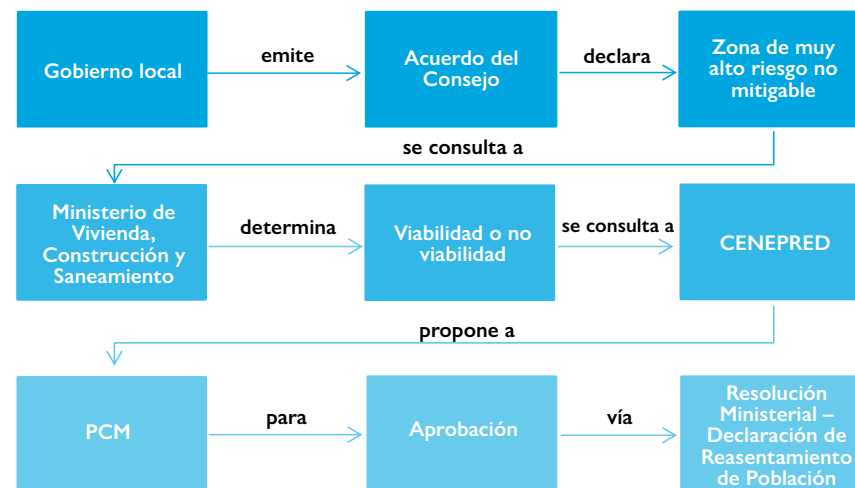 Gobierno local
emite
Acuerdo del
Consejo
declara
Zona de muy
alto riesgo no
mitigable
se consulta a
Ministerio de
Vivienda,
Construcción y
Saneamiento
determina
Viabilidad o no
viabilidad
se consulta a
CENEPRED
propone a
PCM
para
Aprobación
vía
Resolución
Ministerial –
Declaración de
Reasentamiento
de Población